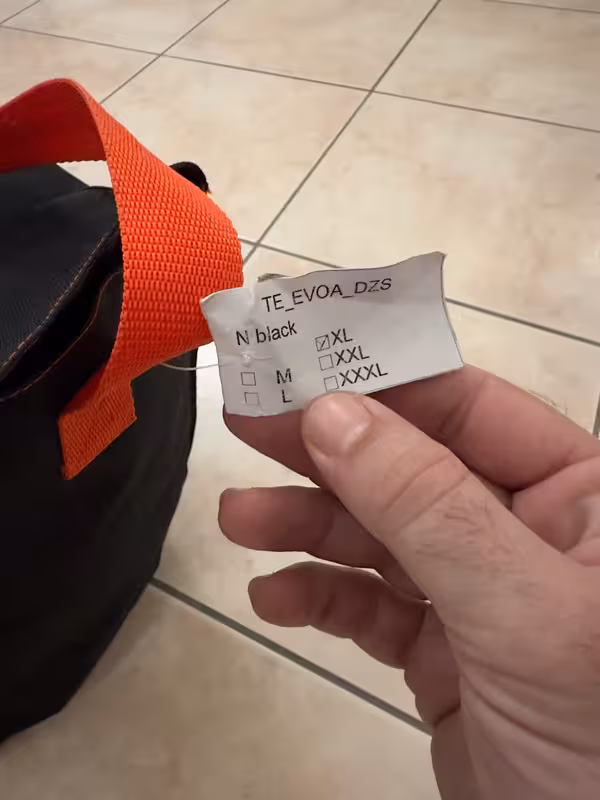 TE_EVOA_DZS
N black
☐ M
☐ L
☑ XL
☐ XXL
☐ XXXL